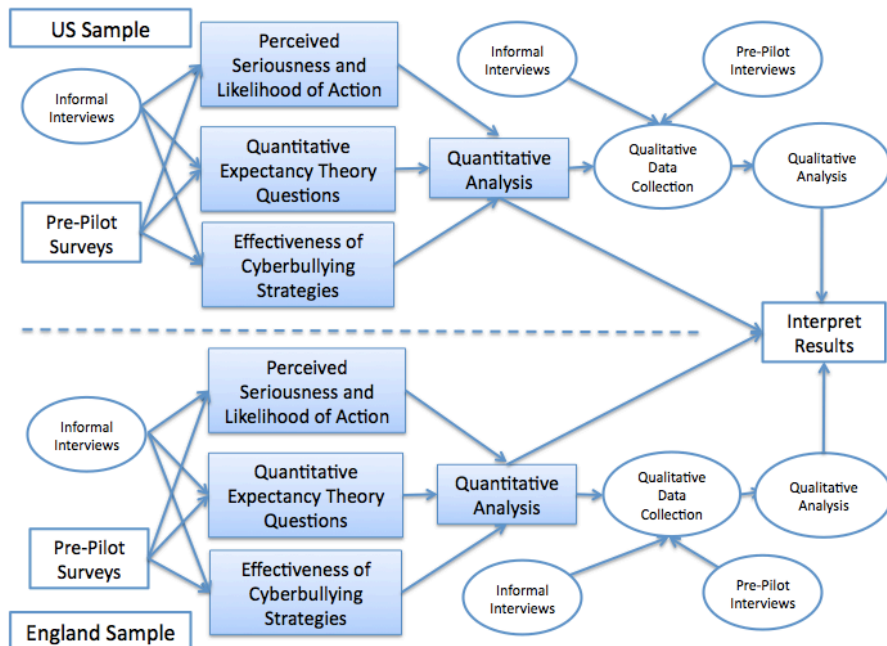 US Sample
Informal
Interviews
Pre-Pilot
Surveys
Perceived
Seriousness and
Likelihood of Action
Quantitative
Expectancy Theory
Questions
Effectiveness of
Cyberbullying
Strategies
Quantitative
Analysis
Informal
Interviews
Pre-Pilot
Interviews
Qualitative
Data
Collection
Qualitative
Analysis
Interpret
Results
Informal
Interviews
Pre-Pilot
Surveys
Perceived
Seriousness and
Likelihood of Action
Quantitative
Expectancy Theory
Questions
Effectiveness of
Cyberbullying
Strategies
Quantitative
Analysis
Qualitative
Data
Collection
Qualitative
Analysis
Informal
Interviews
Pre-Pilot
Interviews
England Sample